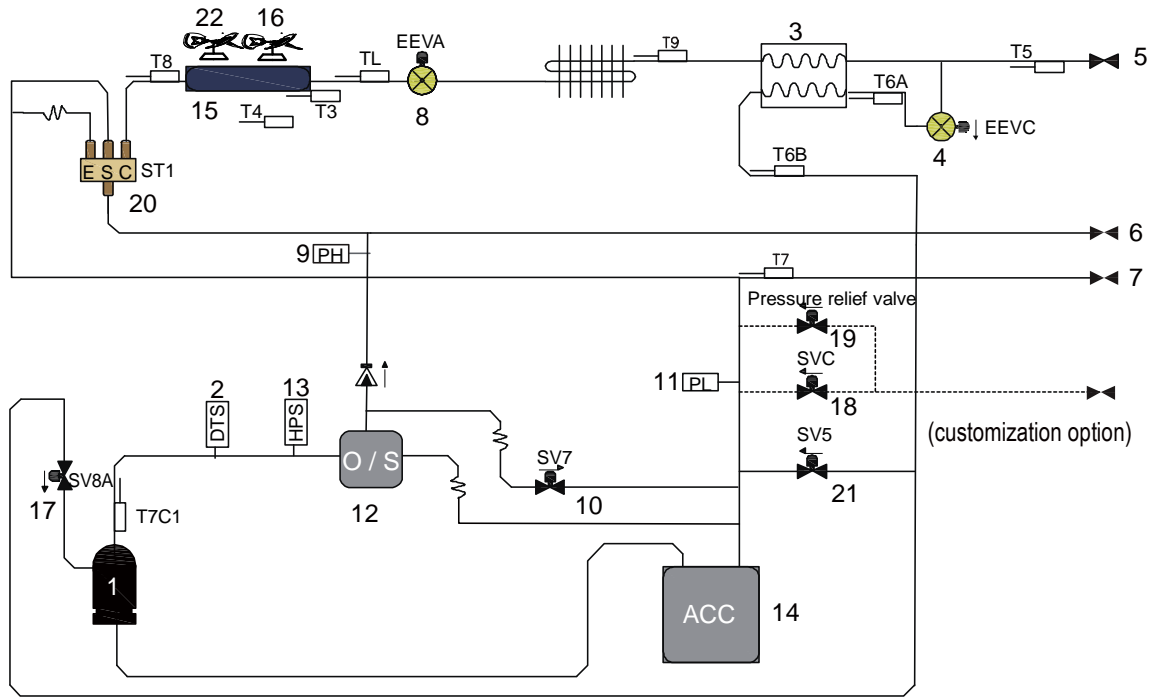 22 16
3
EEVA
T8
TL
T9
T5
5
T6A
15
T4
T3
8
EEVC
4
E S C
ST1
T6B
20
6
9
PH
T7
7
Pressure relief valve
19
SVC
11
PL
18
2
13
DTS
HPS
(customization option)
SV5
SV7
O / S
SV8A
21
17
10
12
T7C1
1
ACC
14